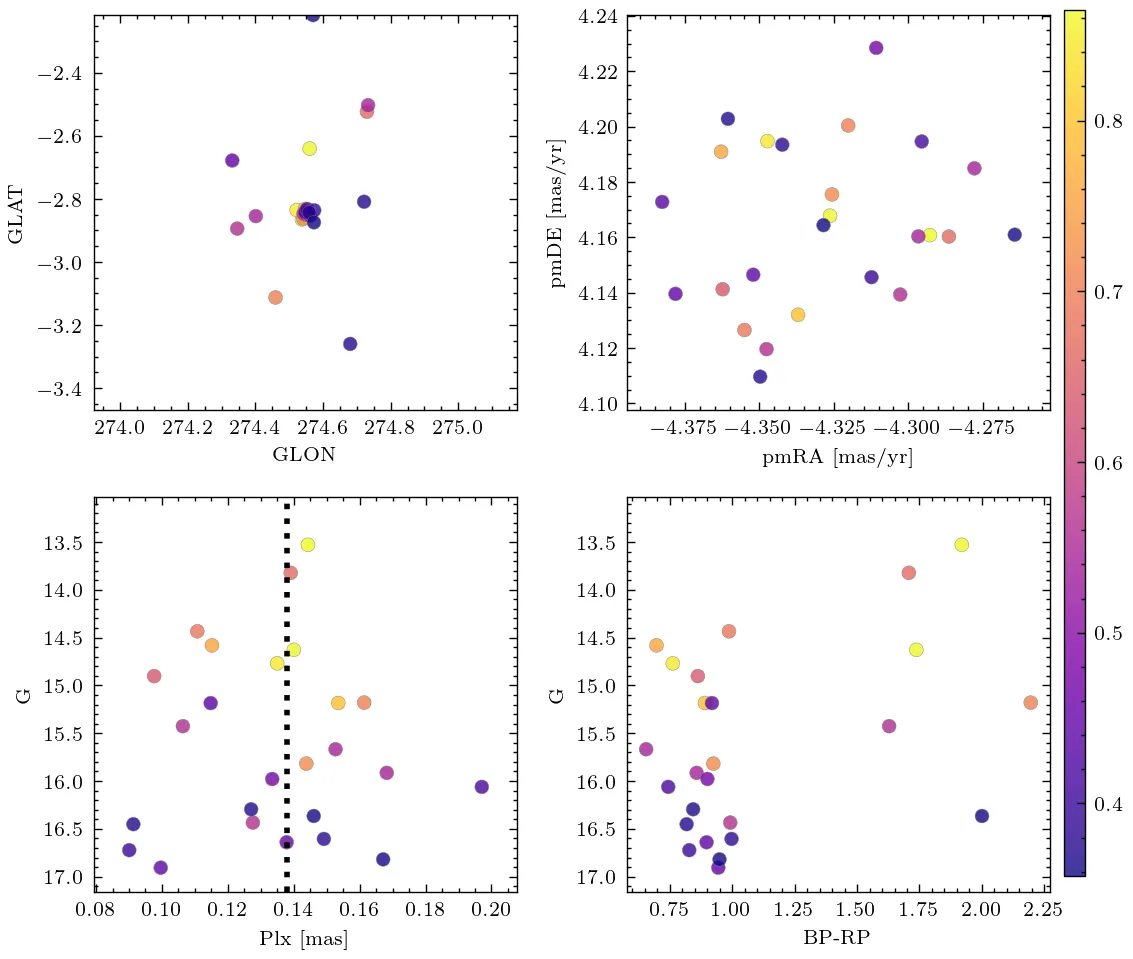 −2.4
−2.6
−2.8
−3.0
−3.2
−3.4
GLAT
274.0 274.2 274.4 274.6 274.8 275.0
GLON
4.24
4.22
4.20
4.18
4.16
4.14
4.12
4.10
pmDE [mas/yr]
−4.375 −4.350 −4.325 −4.300 −4.275
pmRA [mas/yr]
0.8
0.7
0.6
0.5
0.4
13.5
14.0
14.5
15.0
15.5
16.0
16.5
17.0
G
0.08 0.10 0.12 0.14 0.16 0.18 0.20
Plx [mas]
13.5
14.0
14.5
15.0
15.5
16.0
16.5
17.0
G
0.75 1.00 1.25 1.50 1.75 2.00 2.25
BP-RP